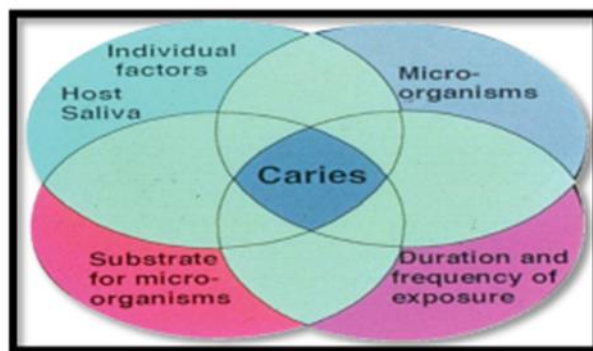 Individual
factors
Host
Saliva
Micro-
organisms
Caries
Substrate
for micro-
organisms
Duration and
frequency of
exposure